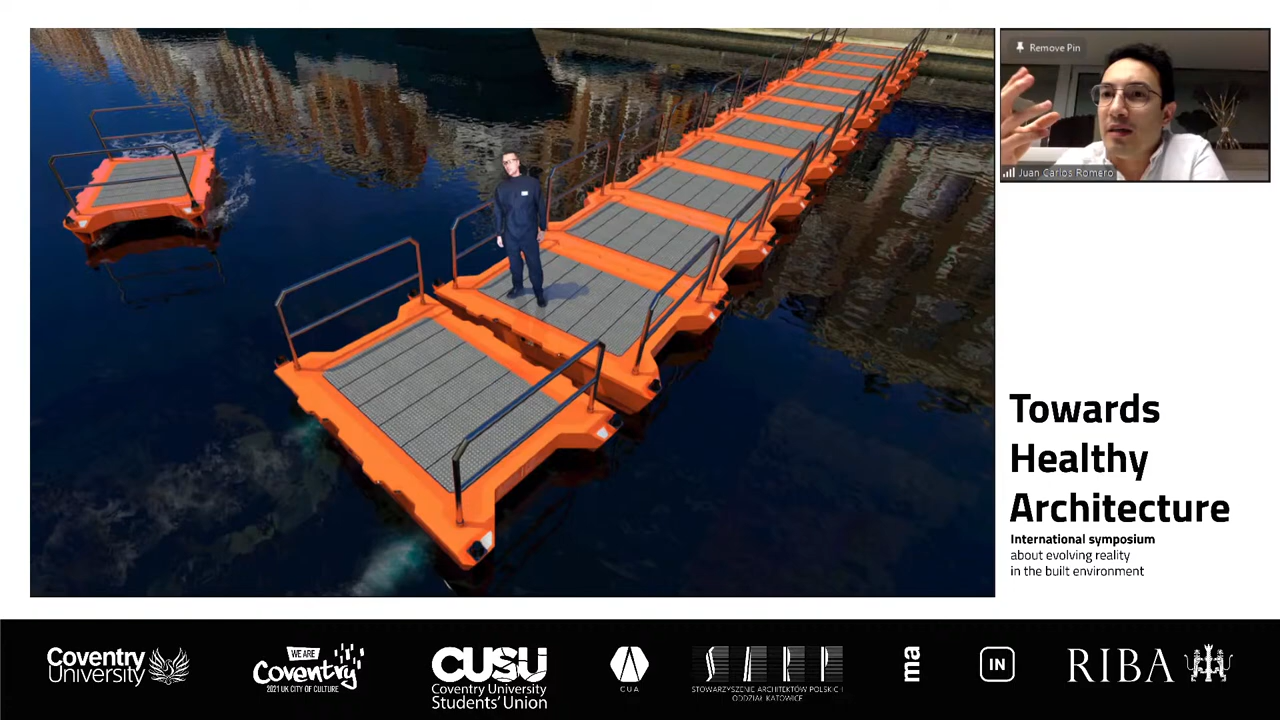 Remove Pin
Juan Carlos Romero
Towards
Healthy
Architecture
International symposium
about evolving reality
in the built environment
Coventry
University
WE ARE
Coventry
2021 UK CITY OF CULTURE
CUSU
Coventry University
Students' Union
CUA
SARP
STOWARZYSZENIE ARCHITEKTÓW POLSKICH
ODDZIAŁ KATOWICE
ma
IN
RIBA